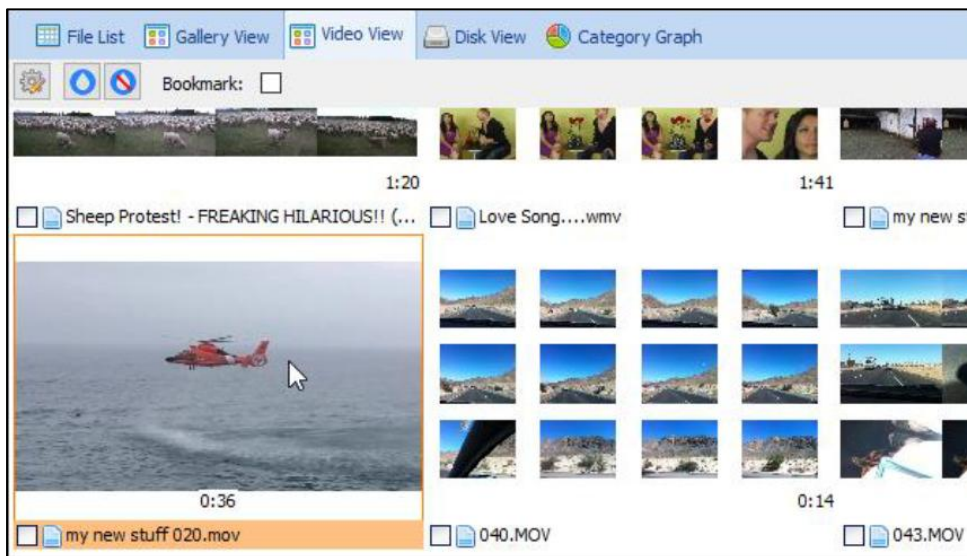 File List Gallery View Video View Disk View Category Graph
Bookmark:
1:20 1:41
Sheep Protest! - FREAKING HILARIOUS!! (... Love Song....wmv my new s
0:36 0:14
my new stuff 020.mov 040.MOV 043.MOV